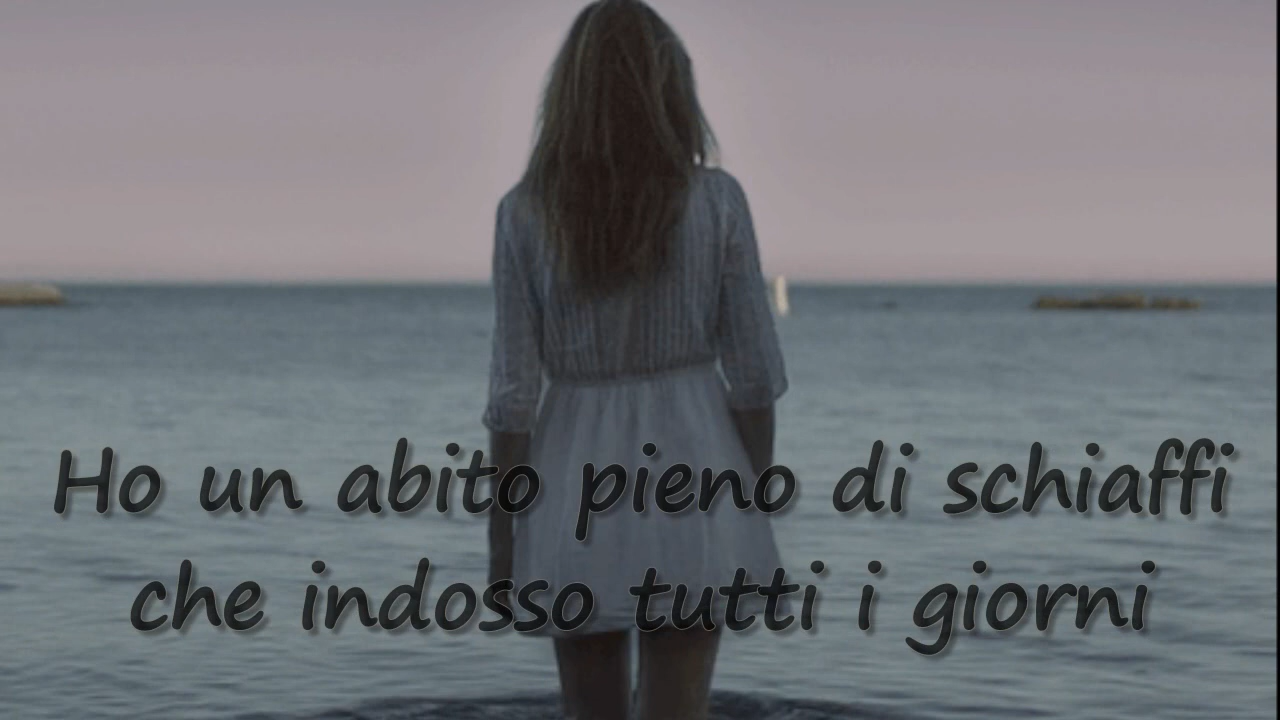 Ho un abito pieno di schiaffi
che indosso tutti i giorni